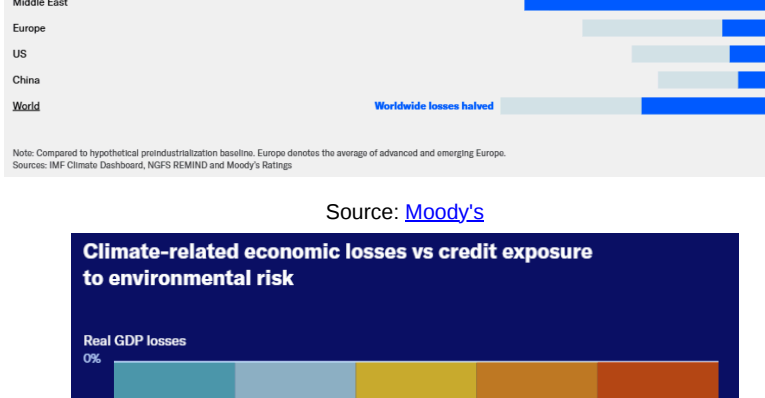 Middle East
Europe
US
China
World
Worldwide losses halved
Note: Compared to hypothetical preindustrialization baseline. Europe denotes the average of advanced and emerging Europe.
Sources: IMF Climate Dashboard, NGFS REMIND and Moody's Ratings
Source: Moody's
Climate-related economic losses vs credit exposure
to environmental risk
Real GDP losses
0%